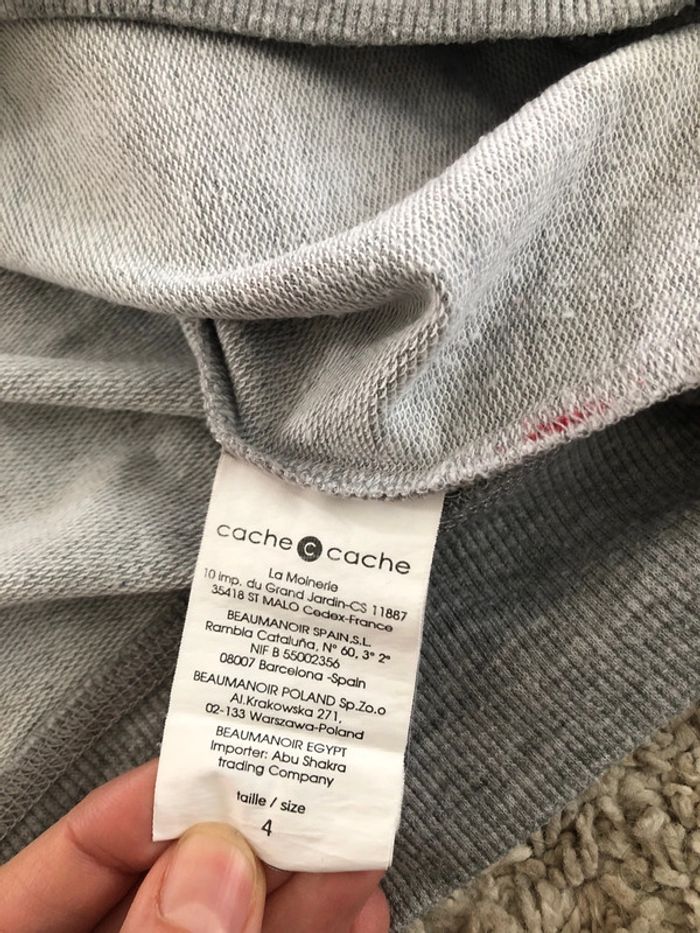 cache c cache
La Moinerie
10 imp. du Grand Jardin-CS 11887
35418 ST MALO Cedex-France
BEAUMANOIR SPAIN.S.L.
Rambla Cataluña, N° 60, 3° 2°
NIF B 55002356
08007 Barcelona -Spain
BEAUMANOIR POLAND Sp.Zo.o
Al.Krakowska 271,
02-133 Warszawa-Poland
BEAUMANOIR EGYPT
Importer: Abu Shakra
trading Company
taille / size
4